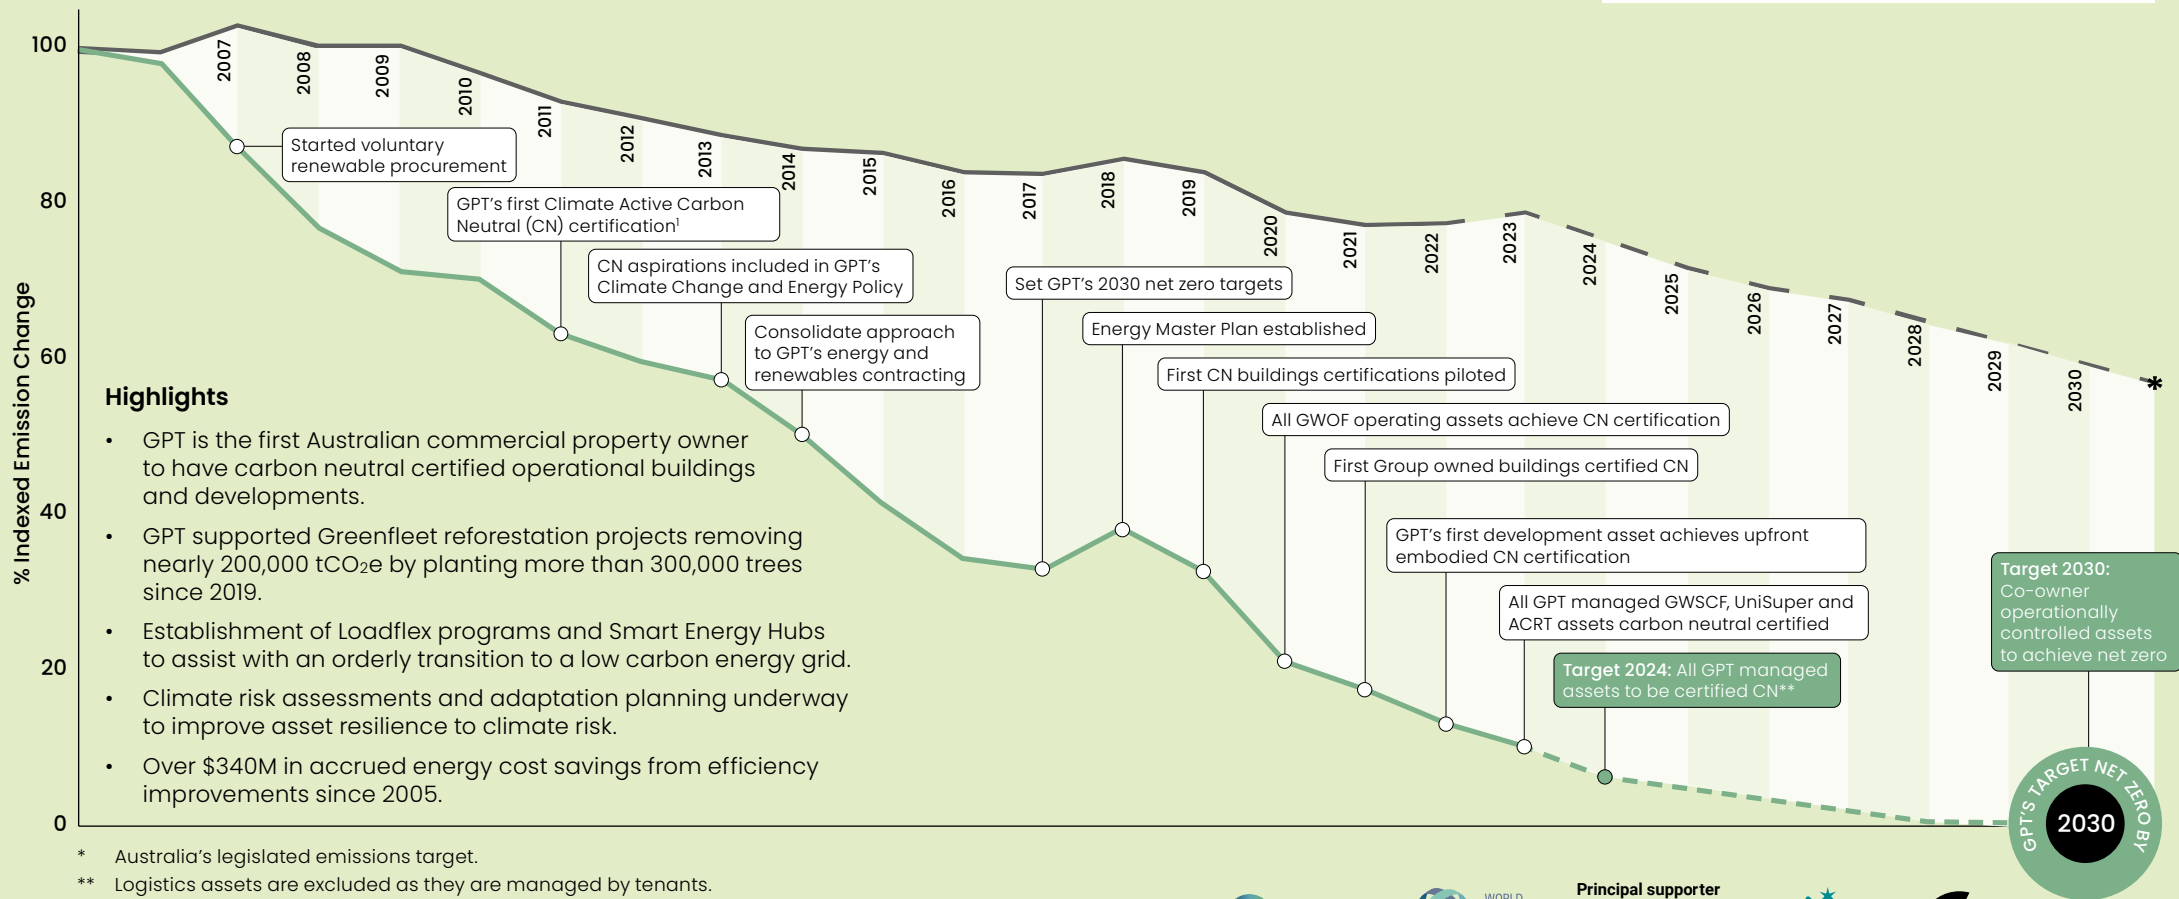 100
80
60
40
20
0
% Indexed Emission Change
2007
2008
2009
2010
2011
2012
2013
2014
2015
2016
2017
2018
2019
2020
2021
2022
2023
2024
2025
2026
2027
2028
2029
2030
*
Started voluntary
renewable procurement
GPT's first Climate Active Carbon
Neutral (CN) certification¹
CN aspirations included in GPT's
Climate Change and Energy Policy
Consolidate approach
to GPT's energy and
renewables contracting
Set GPT's 2030 net zero targets
Energy Master Plan established
First CN buildings certifications piloted
All GWOF operating assets achieve CN certification
First Group owned buildings certified CN
GPT's first development asset achieves upfront
embodied CN certification
All GPT managed GWSCF, UniSuper and
ACRT assets carbon neutral certified
Target 2024: All GPT managed
assets to be certified CN**
Target 2030:
Co-owner
operationally
controlled assets
to achieve net zero
GPT'S TARGET NET ZERO BY
2030
Highlights
• GPT is the first Australian commercial property owner
to have carbon neutral certified operational buildings
and developments.
• GPT supported Greenfleet reforestation projects removing
nearly 200,000 tCO₂e by planting more than 300,000 trees
since 2019.
• Establishment of Loadflex programs and Smart Energy Hubs
to assist with an orderly transition to a low carbon energy grid.
• Climate risk assessments and adaptation planning underway
to improve asset resilience to climate risk.
• Over $340M in accrued energy cost savings from efficiency
improvements since 2005.
* Australia's legislated emissions target.
** Logistics assets are excluded as they are managed by tenants.
WORLD
Principal supporter